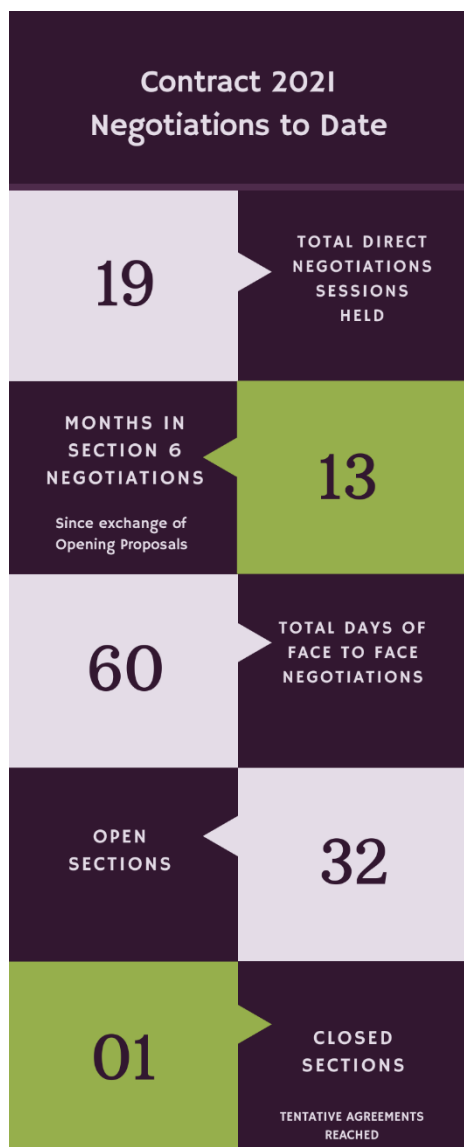 Contract 2021
Negotiations to Date
19
TOTAL DIRECT
NEGOTIATIONS
SESSIONS
HELD
MONTHS IN
SECTION 6
NEGOTIATIONS
Since exchange of
Opening Proposals
13
60
TOTAL DAYS OF
FACE TO FACE
NEGOTIATIONS
OPEN
SECTIONS
32
01
CLOSED
SECTIONS
TENTATIVE AGREEMENTS
REACHED